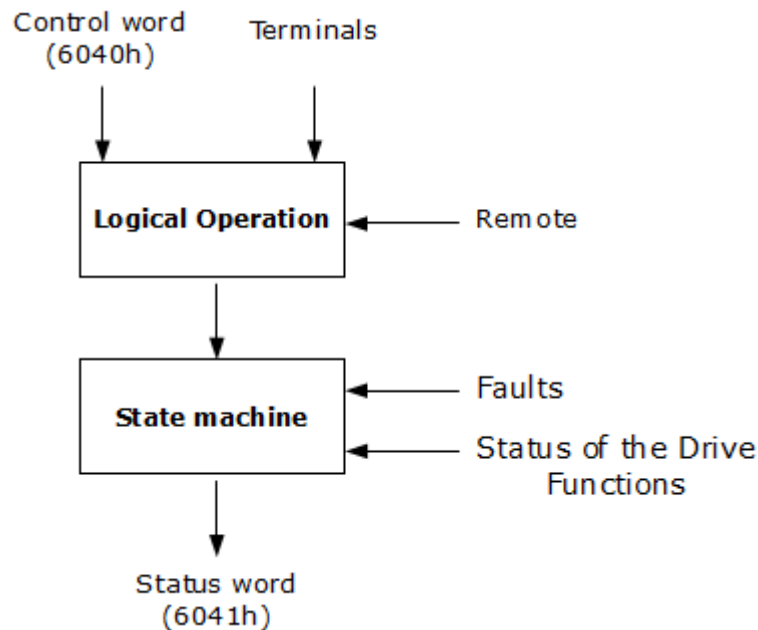 Control word
(6040h)
Terminals
Logical Operation
Remote
State machine
Faults
Status of the Drive
Functions
Status word
(6041h)